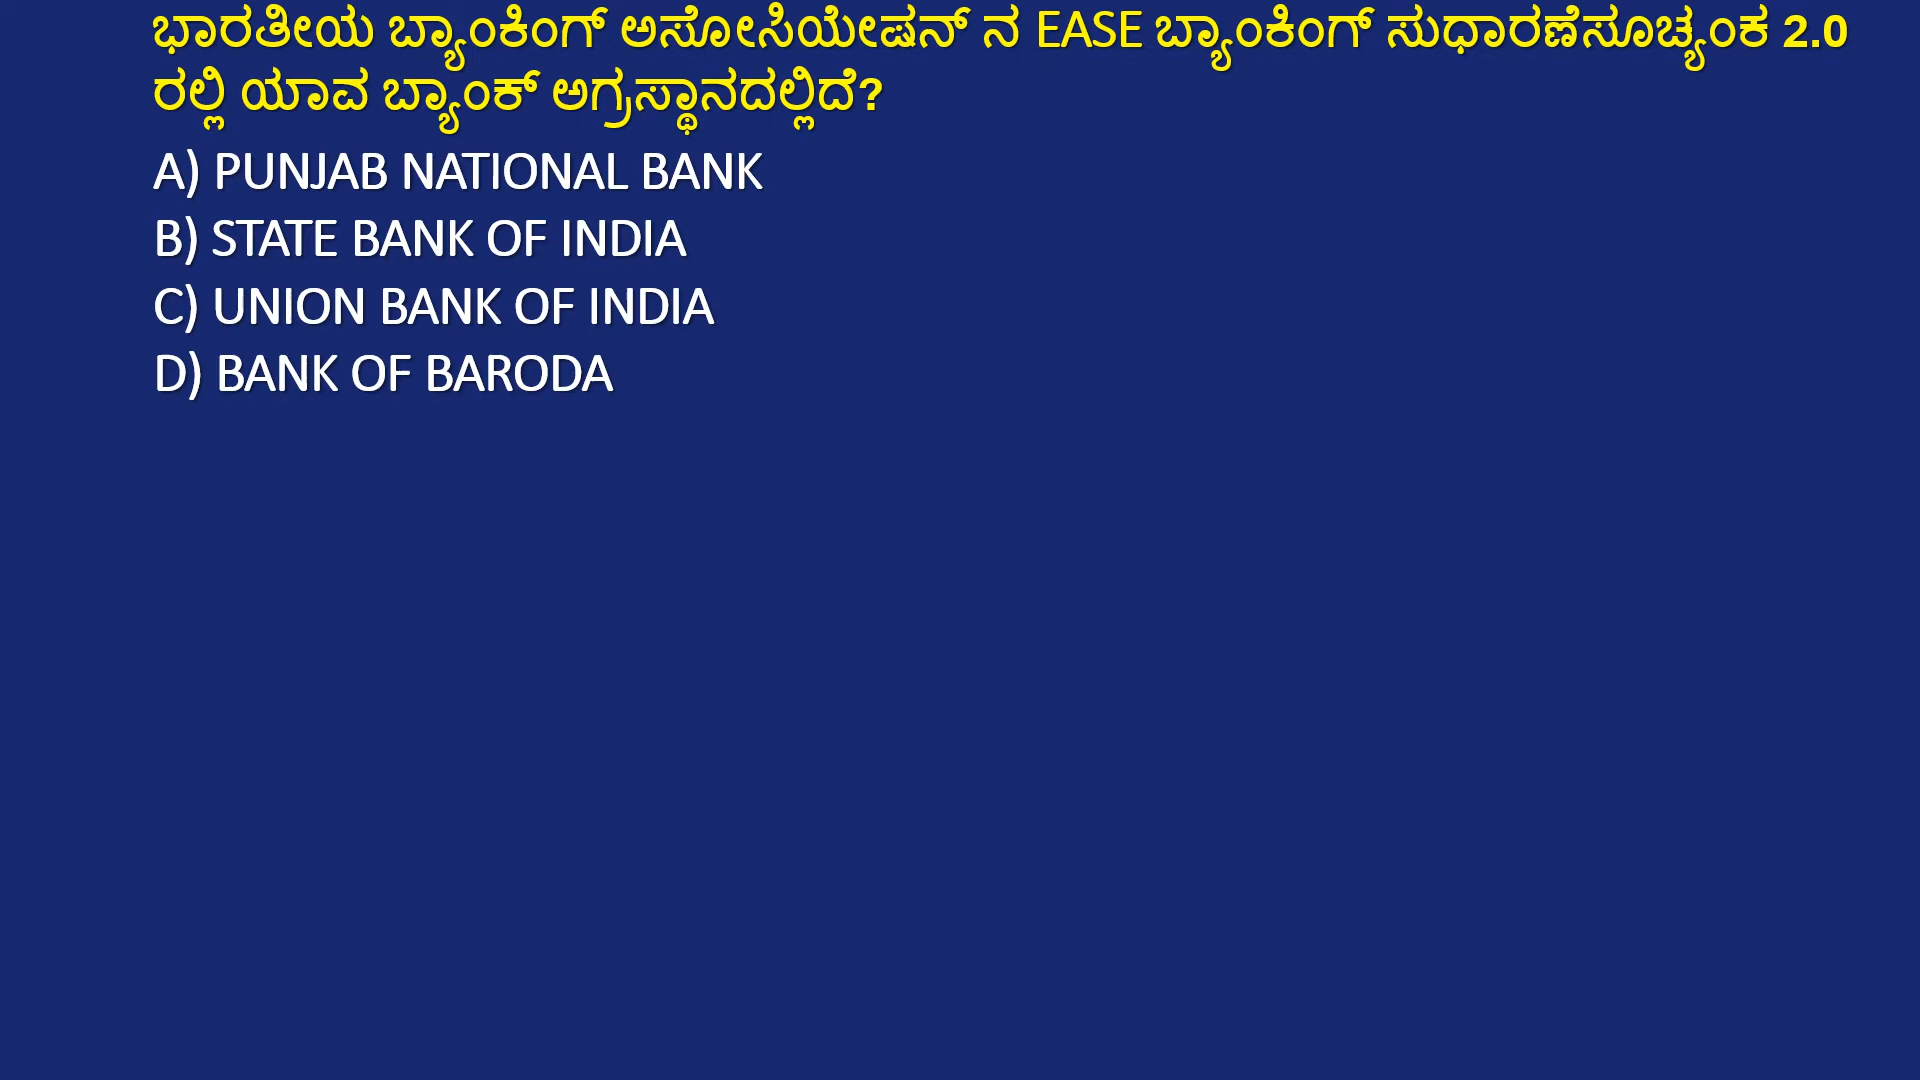 ಭಾರತೀಯ ಬ್ಯಾಂಕಿಂಗ್ ಅಸೋಸಿಯೇಷನ್ ನ EASE ಬ್ಯಾಂಕಿಂಗ್ ಸುಧಾರಣೆಸೂಚ್ಯಂಕ 2.0
ರಲ್ಲಿ ಯಾವ ಬ್ಯಾಂಕ್ ಅಗ್ರಸ್ಥಾನದಲ್ಲಿದೆ?
A) PUNJAB NATIONAL BANK
B) STATE BANK OF INDIA
C) UNION BANK OF INDIA
D) BANK OF BARODA